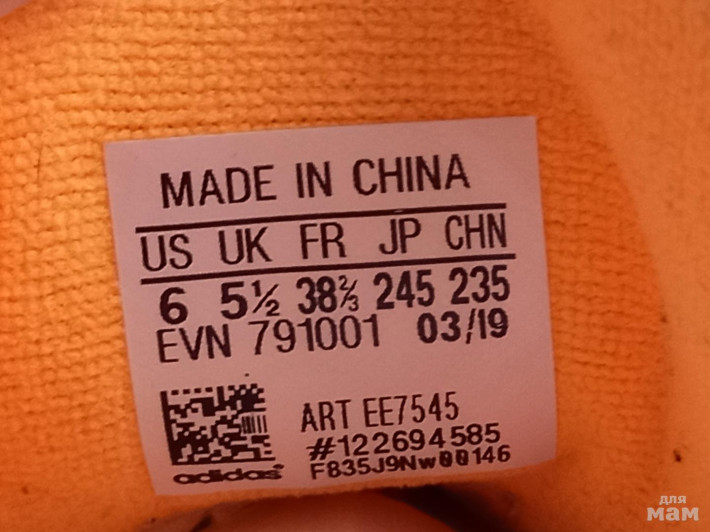 MADE IN CHINA
US UK FR JP CHN
6 5½ 38⅔ 245 235
EVN 791001 03/19
ART EE7545
#122694585
adidas F835J9Nw00146
для
мам